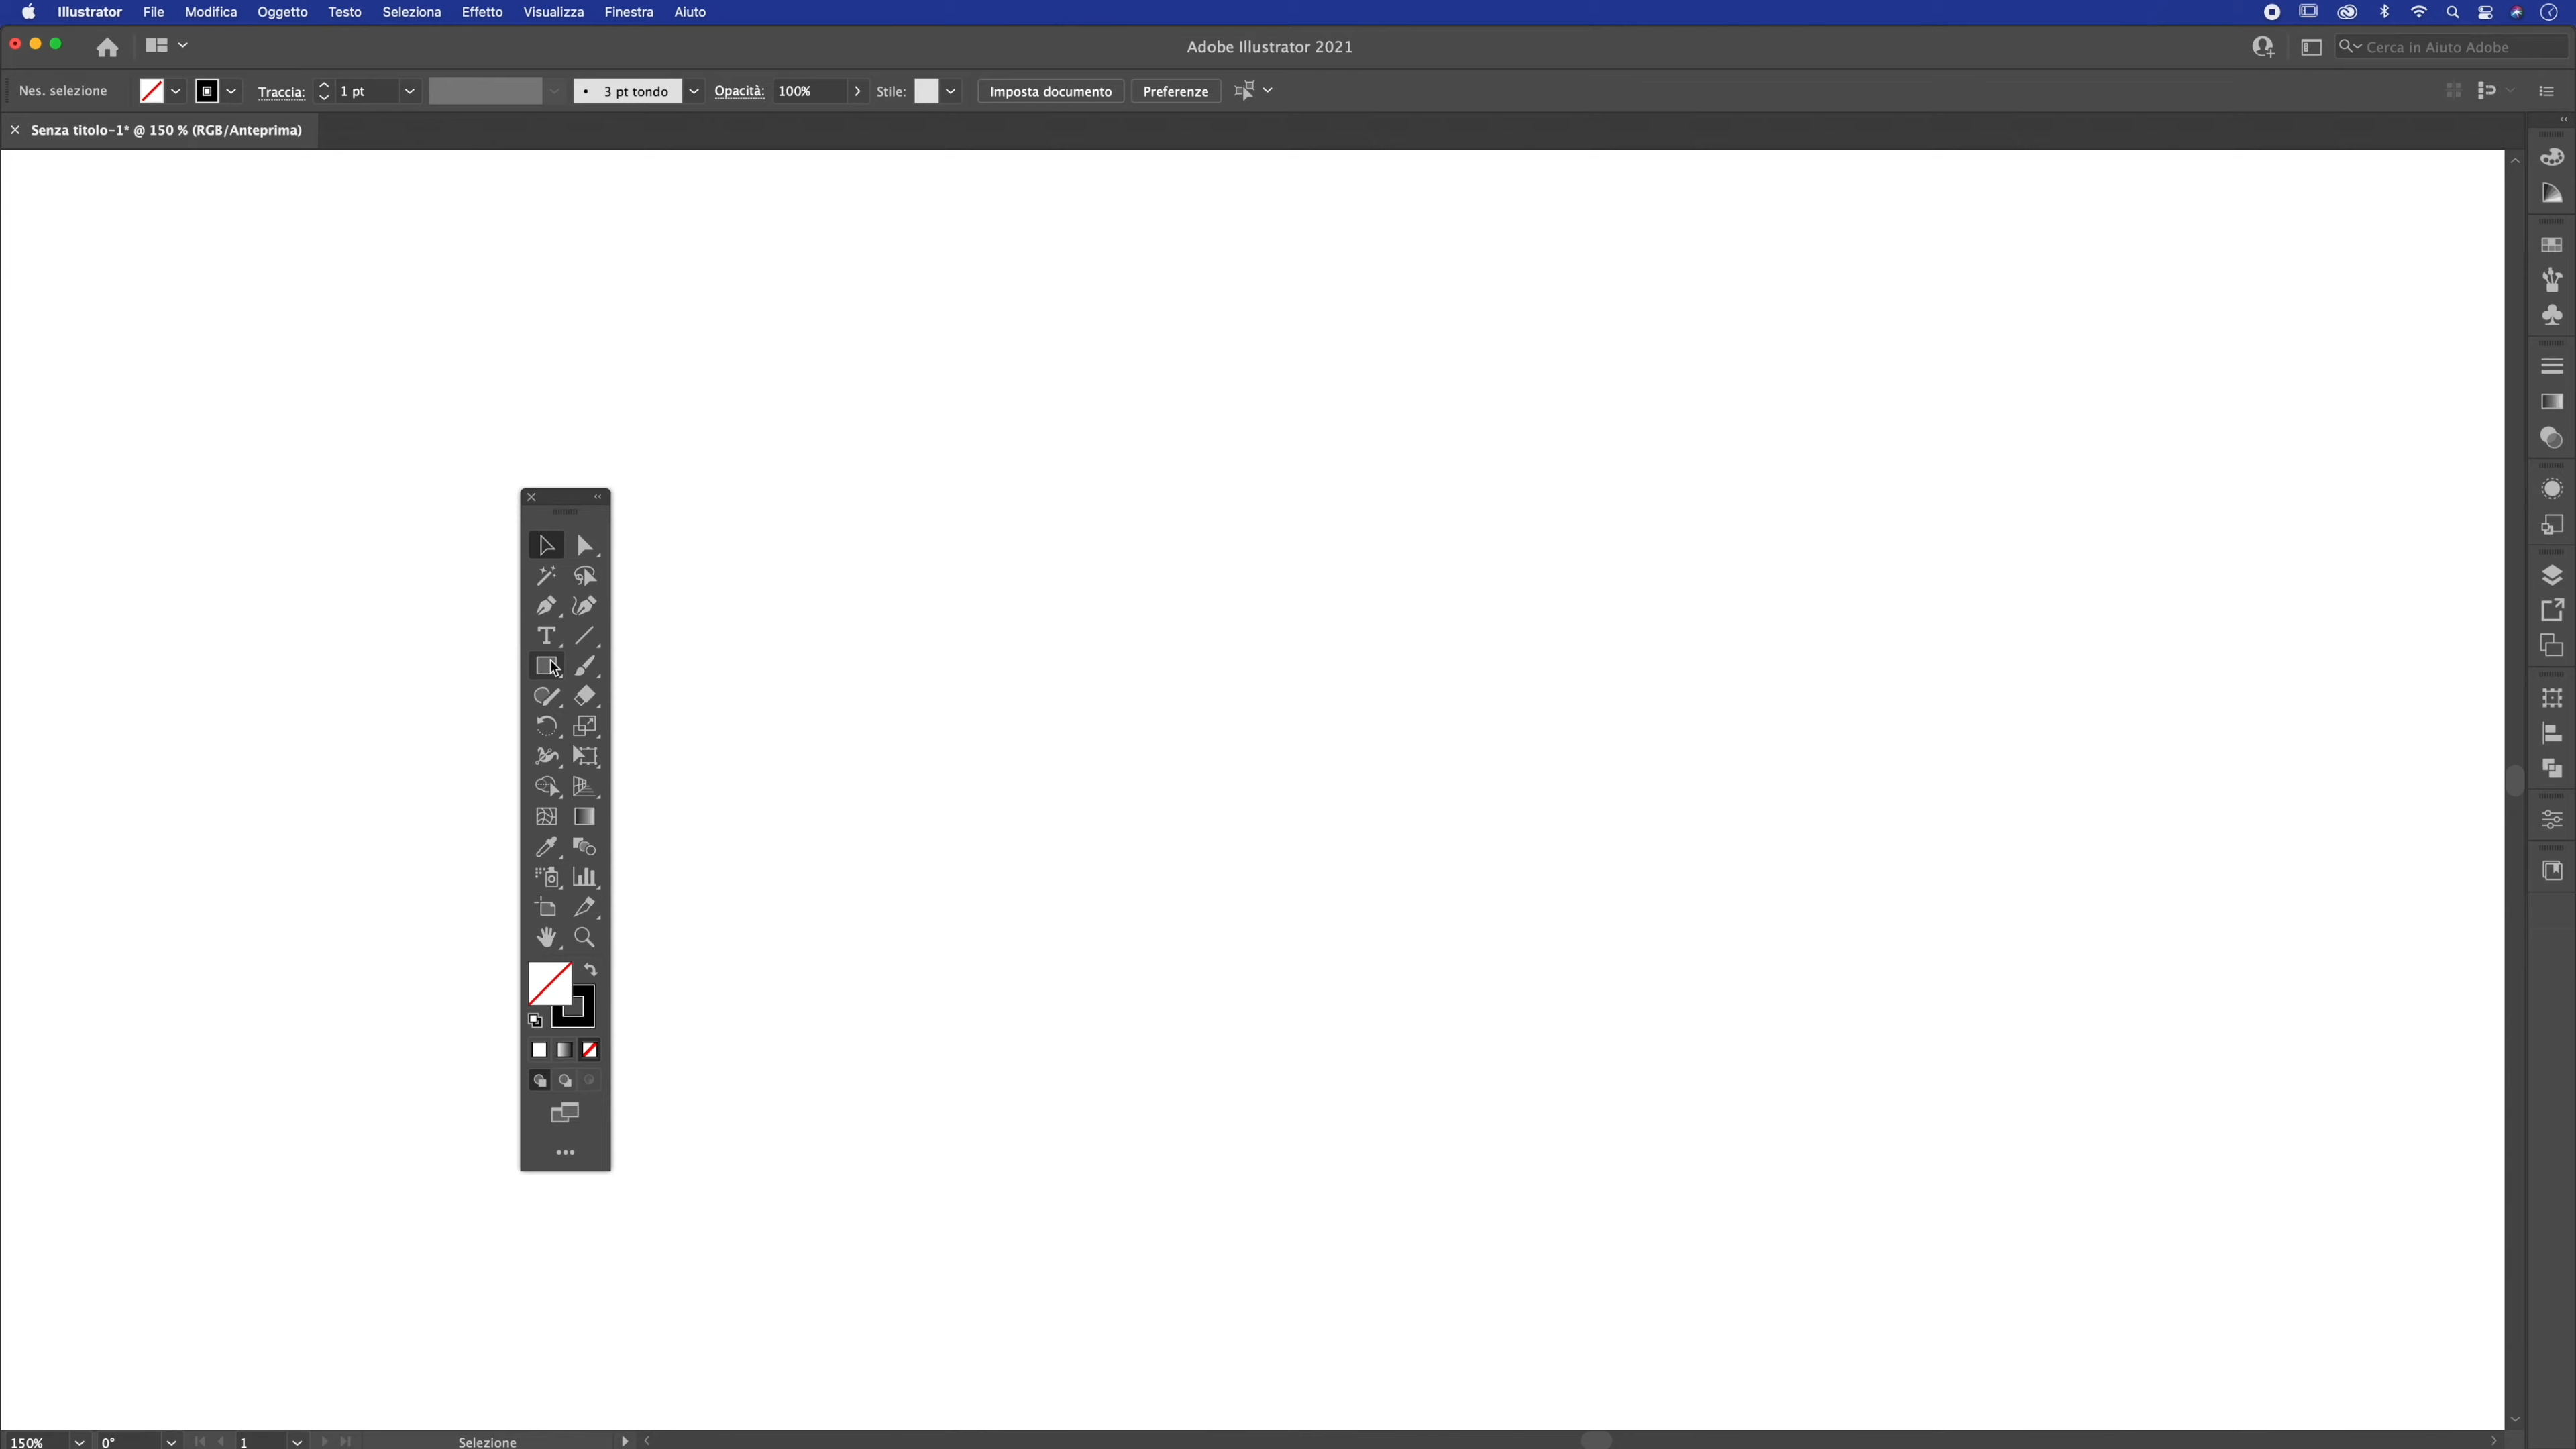 Illustrator File Modifica Oggetto Testo Seleziona Effetto Visualizza Finestra Aiuto
Adobe Illustrator 2021
Cerca in Aiuto Adobe
Nes. selezione
Traccia:
1 pt
3 pt tondo
Opacità:
100%
Stile:
Imposta documento
Preferenze
Senza titolo-1* @ 150 % (RGB/Anteprima)
150%
0°
1
Selezione